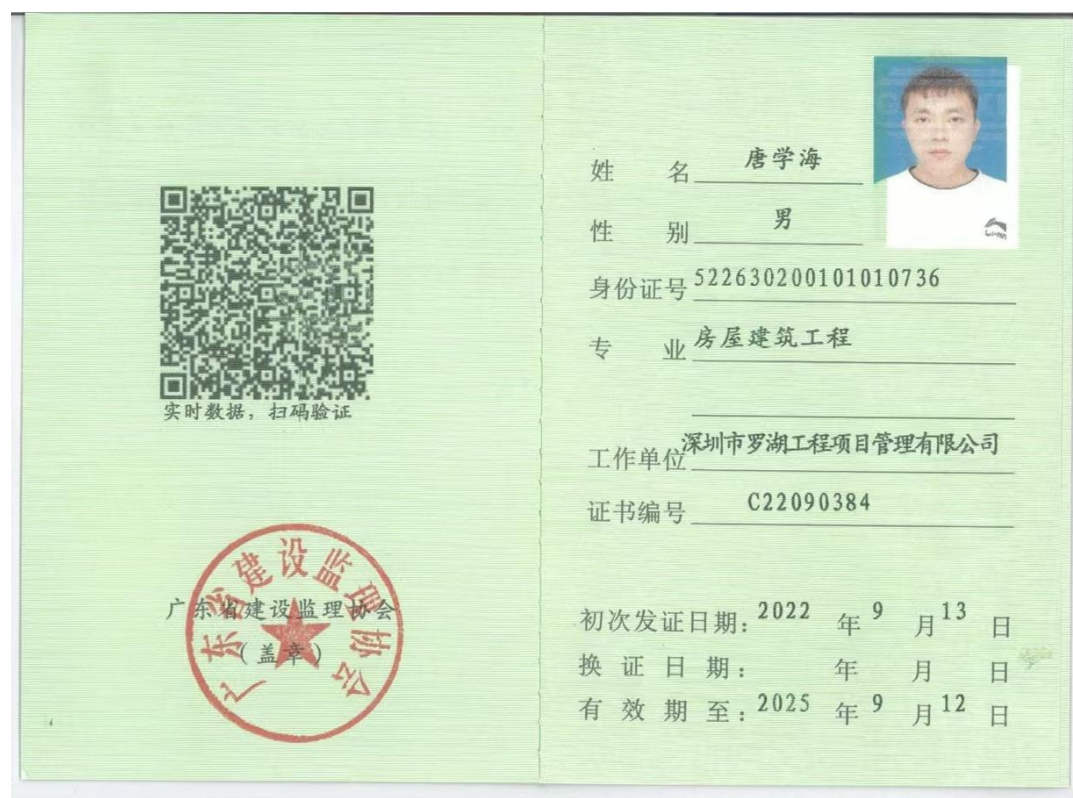 实时数据，扫码验证
广东省建设监理协会
（盖章）
广东省建设监理协会
姓 名 唐学海
性 别 男
身份证号 522630200101010736
专 业 房屋建筑工程
工作单位 深圳市罗湖工程项目管理有限公司
证书编号 C22090384
初次发证日期：2022 年 9 月 13 日
换证日期： 年 月 日
有效期至：2025 年 9 月 12 日